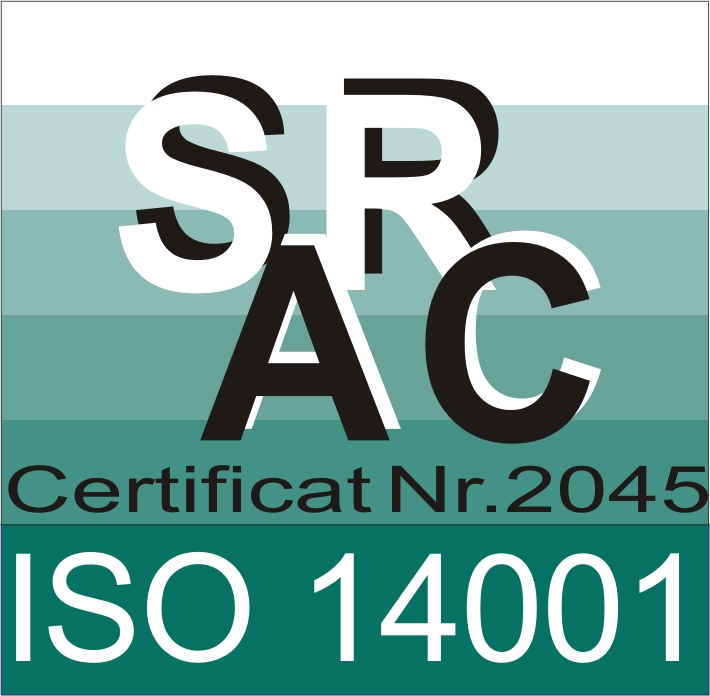 SR
AC
Certificat Nr.2045
ISO 14001